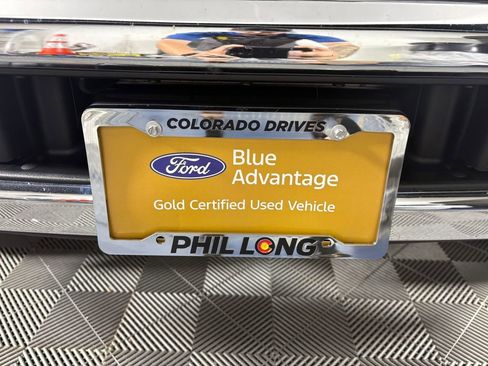 COLORADO DRIVES
Ford
Blue
Advantage
Gold Certified Used Vehicle
PHIL LONG